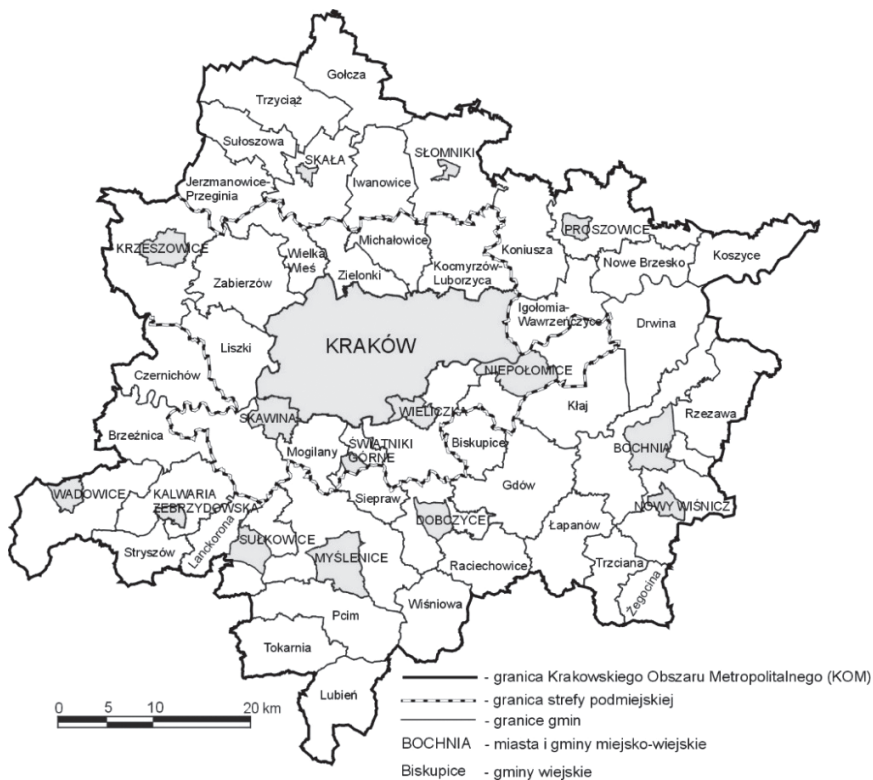 Gołcza
Trzyciąż
Sułoszowa
SKAŁA
SŁOMNIKI
Jerzmanowice-
Przeginia
Iwanowice
PROSZOWICE
KRZESZOWICE
Wielka
Wieś
Michałowice
Koniusza
Koszyce
Zabierzów
Zielonki
Kocmyrzów-
Luborzyca
Nowe Brzesko
Igołomia-
Wawrzeńczyce
Drwina
Liszki
KRAKÓW
Czernichów
NIEPOŁOMICE
Kłaj
Rzezawa
SKAWINA
WIELICZKA
Brzeźnica
Mogilany
ŚWIĄTNIKI
GÓRNE
Biskupice
BOCHNIA
WADOWICE
KALWARIA
ZEBRZYDOWSKA
Siepraw
Gdów
NOWY WIŚNICZ
DOBCZYCE
Łapanów
Stryszów
Lanckorona
SUŁKOWICE
MYŚLENICE
Raciechowice
Trzciana
Żegocina
Wiśniowa
Pcim
Tokarnia
Lubień
0 5 10 20 km
- granica Krakowskiego Obszaru Metropolitalnego (KOM)
- granica strefy podmiejskiej
- granice gmin
BOCHNIA - miasta i gminy miejsko-wiejskie
Biskupice - gminy wiejskie